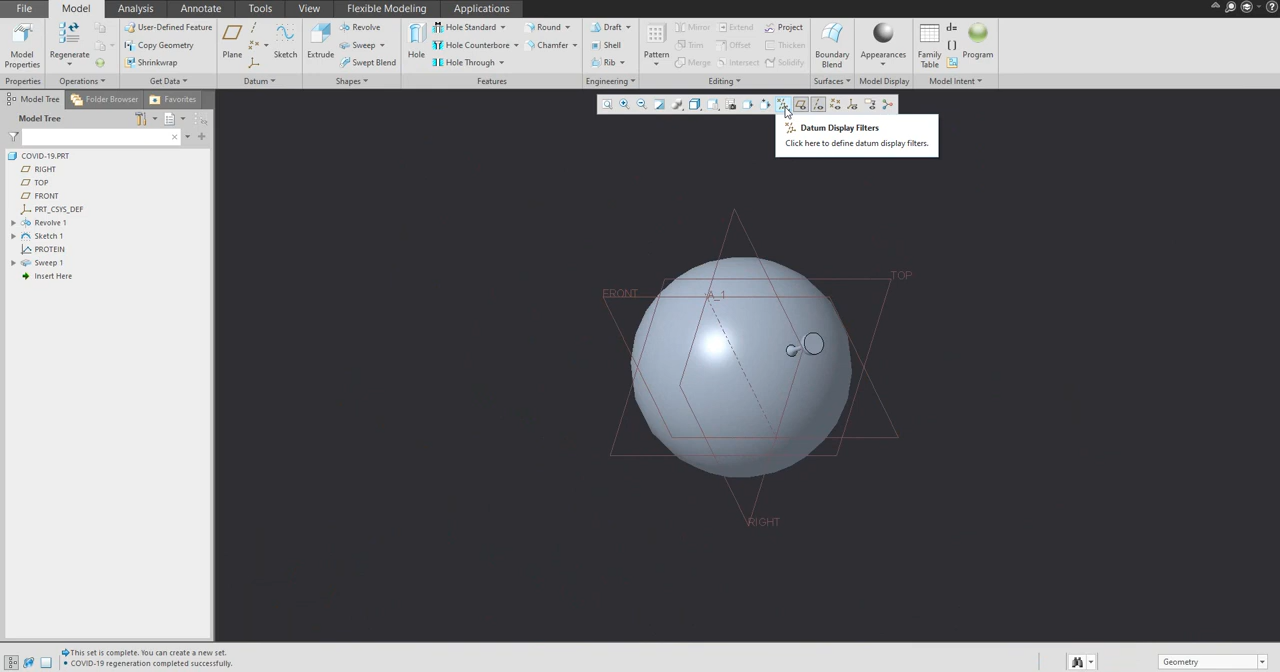 File Model Analysis Annotate Tools View Flexible Modeling Applications
User-Defined Feature
Copy Geometry
Shrinkwrap
Model Properties
Regenerate
Plane
Sketch
Extrude
Revolve
Sweep
Swept Blend
Hole
Hole Standard
Hole Counterbore
Hole Through
Round
Chamfer
Draft
Shell
Rib
Pattern
Mirror
Trim
Merge
Extend
Offset
Intersect
Project
Thicken
Solidify
Boundary Blend
Appearances
Family Table
d=
Program
Properties Operations Get Data Datum Shapes Features Engineering Editing Surfaces Model Display Model Intent
Model Tree Folder Browser Favorites
Model Tree
COVID-19.PRT
RIGHT
TOP
FRONT
PRT_CSYS_DEF
Revolve 1
Sketch 1
PROTEIN
Sweep 1
Insert Here
Datum Display Filters
Click here to define datum display filters.
TOP
FRONT
A_1
RIGHT
This set is complete. You can create a new set.
COVID-19 regeneration completed successfully.
Geometry